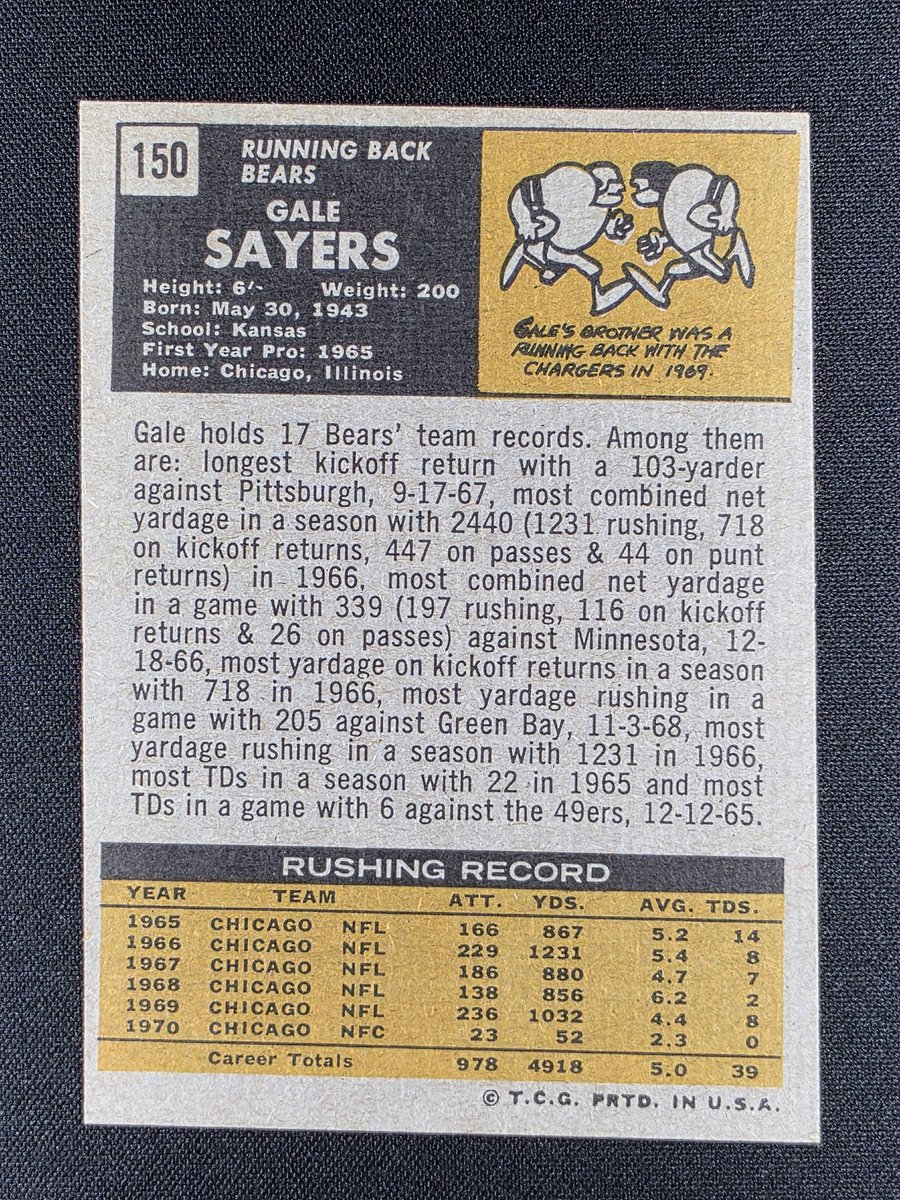 150
RUNNING BACK
BEARS
GALE
SAYERS
Height: 6'- Weight: 200
Born: May 30, 1943
School: Kansas
First Year Pro: 1965
Home: Chicago, Illinois
GALE'S BROTHER WAS A
RUNNING BACK WITH THE
CHARGERS IN 1969.
Gale holds 17 Bears' team records. Among them
are: longest kickoff return with a 103-yarder
against Pittsburgh, 9-17-67, most combined net
yardage in a season with 2440 (1231 rushing, 718
on kickoff returns, 447 on passes & 44 on punt
returns) in 1966, most combined net yardage
in a game with 339 (197 rushing, 116 on kickoff
returns & 26 on passes) against Minnesota, 12-
18-66, most yardage on kickoff returns in a season
with 718 in 1966, most yardage rushing in a
game with 205 against Green Bay, 11-3-68, most
yardage rushing in a season with 1231 in 1966,
most TDs in a season with 22 in 1965 and most
TDs in a game with 6 against the 49ers, 12-12-65.
RUSHING RECORD
YEAR TEAM ATT. YDS. AVG. TDS.
1965 CHICAGO NFL 166 867 5.2 14
1966 CHICAGO NFL 229 1231 5.4 8
1967 CHICAGO NFL 186 880 4.7 7
1968 CHICAGO NFL 138 856 6.2 2
1969 CHICAGO NFL 236 1032 4.4 8
1970 CHICAGO NFC 23 52 2.3 0
Career Totals 978 4918 5.0 39
© T.C.G. PRTD. IN U.S.A.